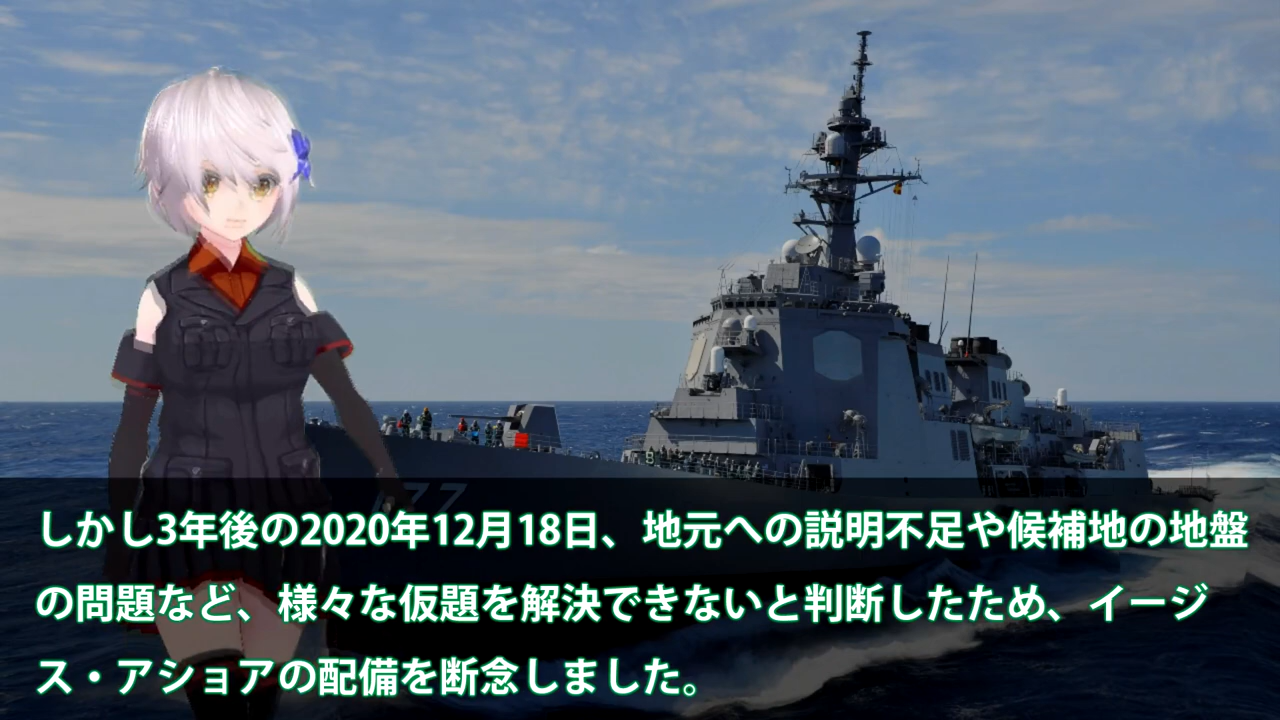 177
しかし3年後の2020年12月18日、地元への説明不足や候補地の地盤
の問題など、様々な仮題を解決できないと判断したため、イージ
ス・アショアの配備を断念しました。